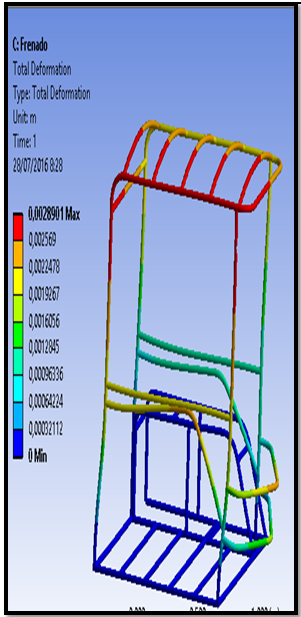 C: Frenado
Total Deformation
Type: Total Deformation
Unit: m
Time: 1
28/07/2016 8:28
0,0028901 Max
0,002569
0,0022478
0,0019267
0,0016056
0,0012845
0,00096336
0,00064224
0,00032112
0 Min